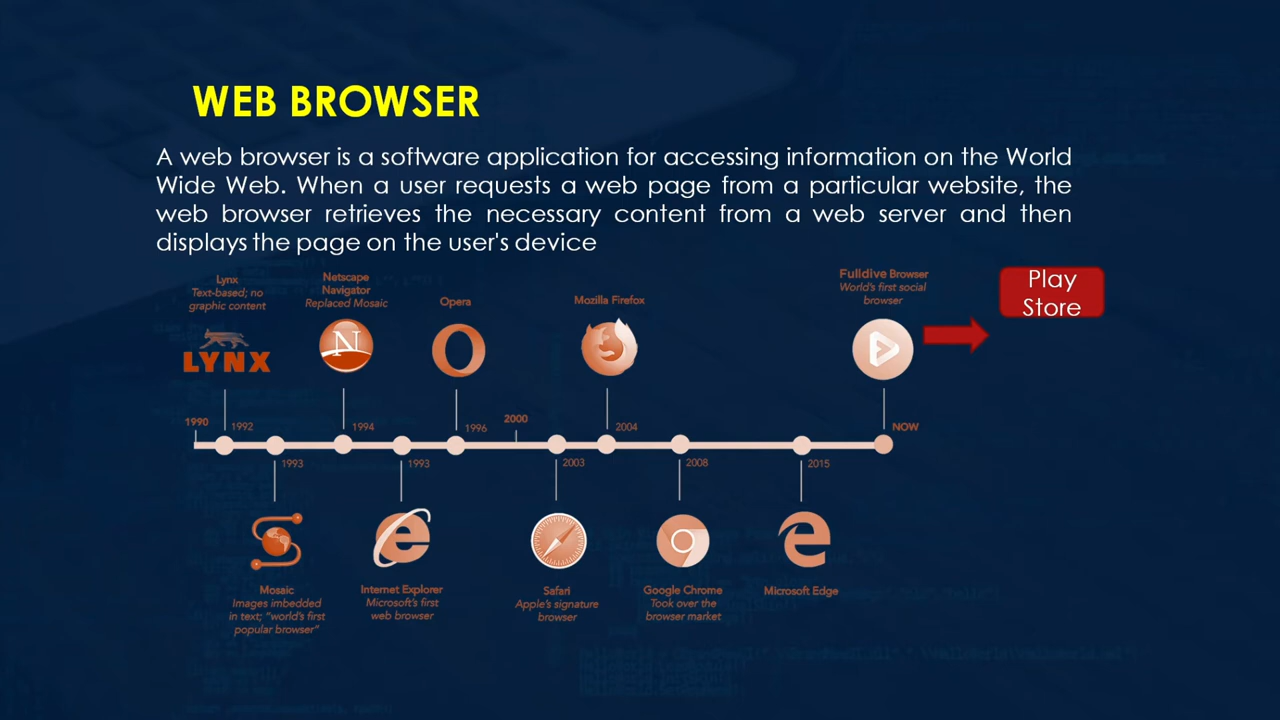 WEB BROWSER
A web browser is a software application for accessing information on the World
Wide Web. When a user requests a web page from a particular website, the
web browser retrieves the necessary content from a web server and then
displays the page on the user's device
Lynx
Text-based; no
graphic content
Netscape
Navigator
Replaced Mosaic
Opera
Mozilla Firefox
Fulldive Browser
World's first social
browser
Play
Store
LYNX
N
1990
1992
1994
1996
2000
2004
NOW
1993
1993
2003
2008
2015
Mosaic
Images imbedded
in text; "world's first
popular browser"
Internet Explorer
Microsoft's first
web browser
Safari
Apple's signature
browser
Google Chrome
Took over the
browser market
Microsoft Edge